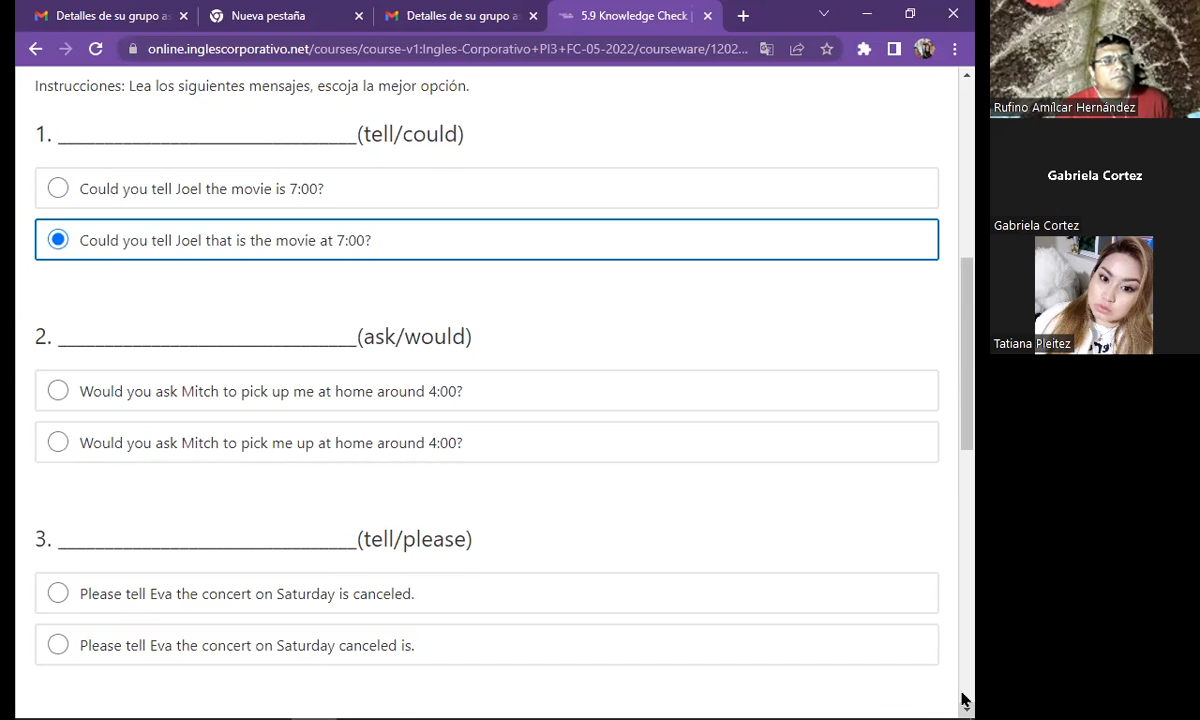 Detalles de su grupo a
Nueva pestaña
Detalles de su grupo a
5.9 Knowledge Check |
online.inglescorporativo.net/courses/course-v1:Ingles-Corporativo+PI3+FC-05-2022/courseware/1202...
Instrucciones: Lea los siguientes mensajes, escoja la mejor opción.
1. ____________________________(tell/could)
Could you tell Joel the movie is 7:00?
Could you tell Joel that is the movie at 7:00?
2. ____________________________(ask/would)
Would you ask Mitch to pick up me at home around 4:00?
Would you ask Mitch to pick me up at home around 4:00?
3. ____________________________(tell/please)
Please tell Eva the concert on Saturday is canceled.
Please tell Eva the concert on Saturday canceled is.
Rufino Amílcar Hernández
Gabriela Cortez
Gabriela Cortez
Tatiana Pleitez